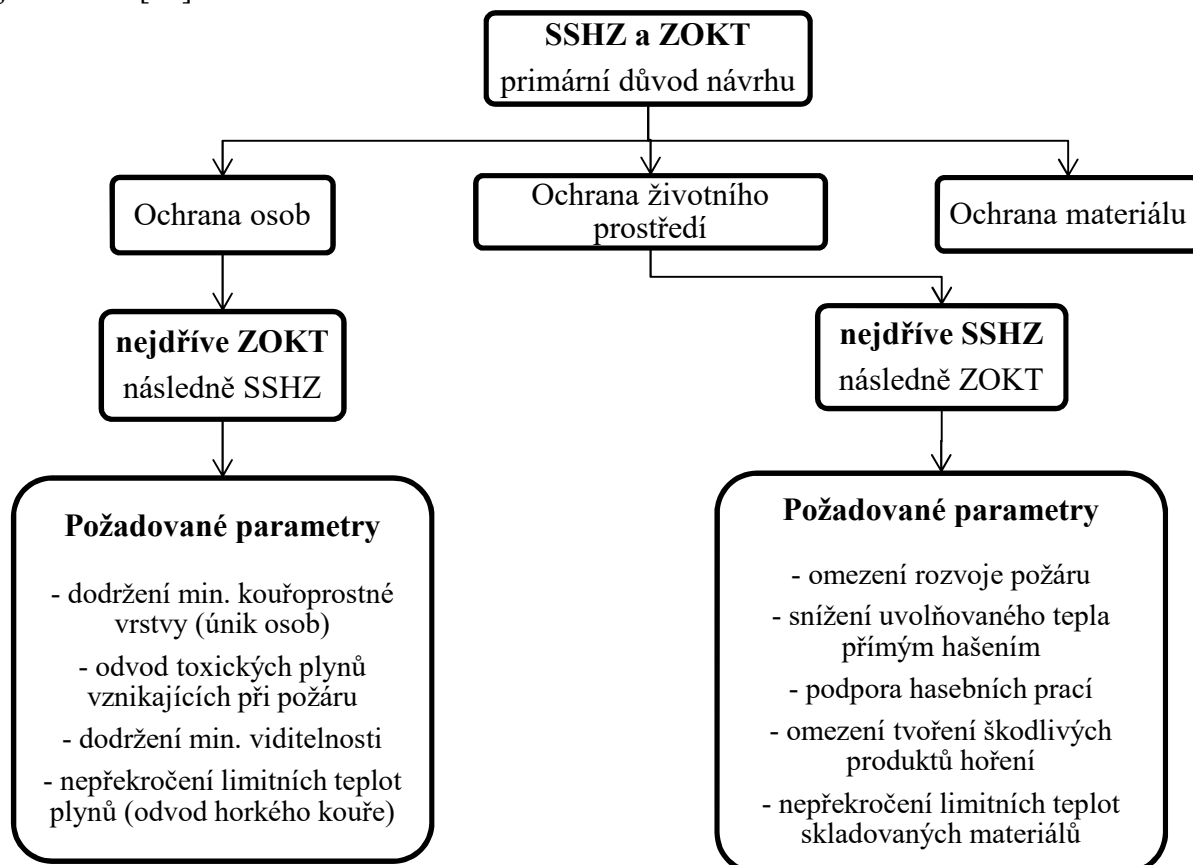 SSHZ a ZOKT
primární důvod návrhu
Ochrana osob
Ochrana životního
prostředí
Ochrana materiálu
nejdříve ZOKT
následně SSHZ
nejdříve SSHZ
následně ZOKT
Požadované parametry
- dodržení min. kouřoprostné
vrstvy (únik osob)
- odvod toxických plynů
vznikajících při požáru
- dodržení min. viditelnosti
- nepřekročení limitních teplot
plynů (odvod horkého kouře)
Požadované parametry
- omezení rozvoje požáru
- snížení uvolňovaného tepla
přímým hašením
- podpora hasebních prací
- omezení tvoření škodlivých
produktů hoření
- nepřekročení limitních teplot
skladovaných materiálů